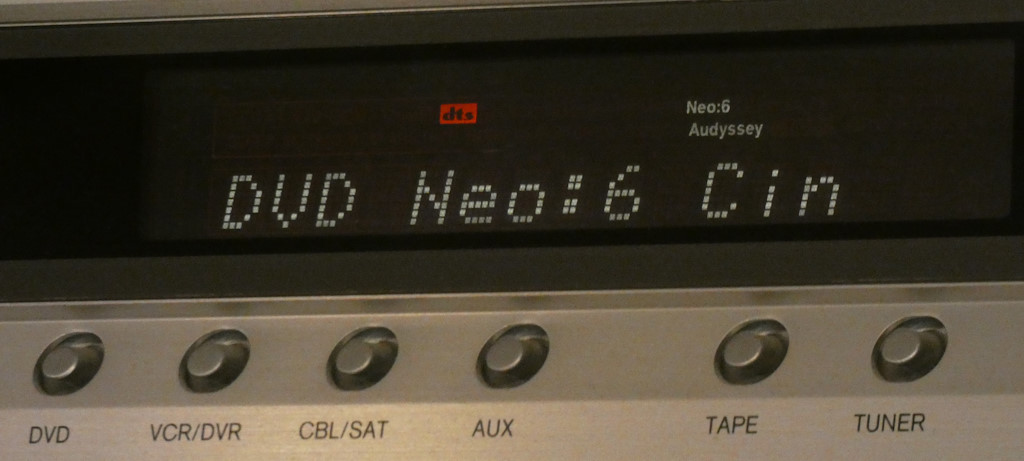 dts
Neo:6
Audyssey
DVD Neo:6 Cin
DVD VCR/DVR CBL/SAT AUX TAPE TUNER